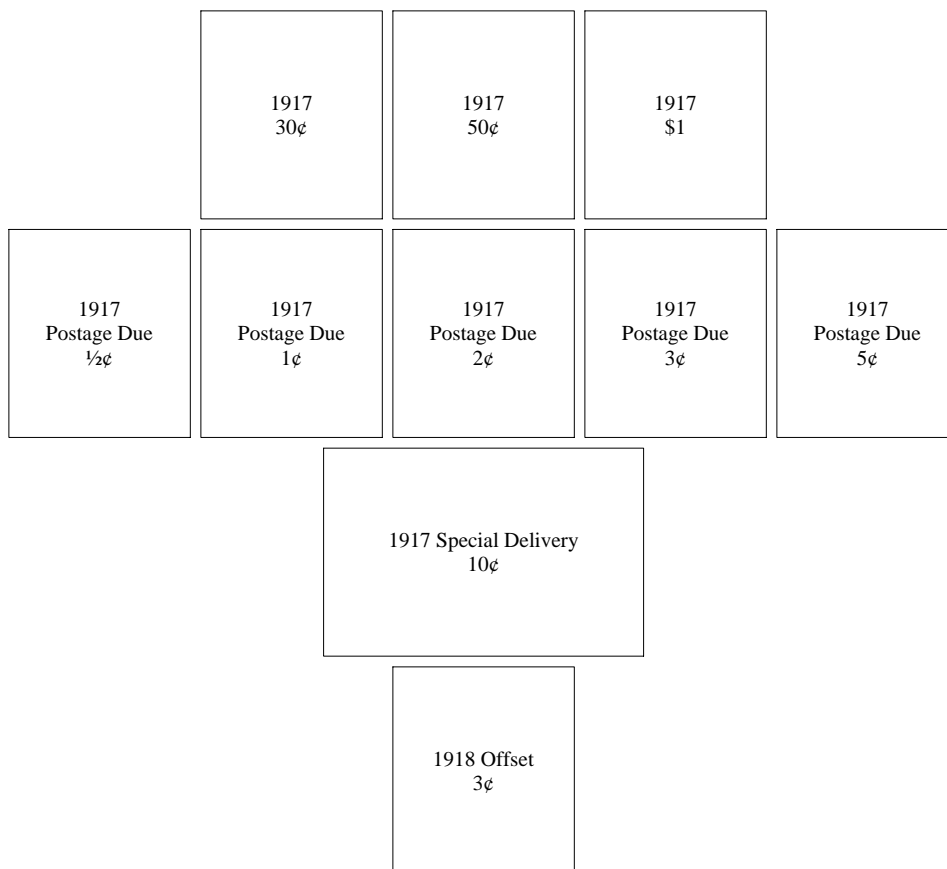 1917
30¢
1917
50¢
1917
$1
1917
Postage Due
½¢
1917
Postage Due
1¢
1917
Postage Due
2¢
1917
Postage Due
3¢
1917
Postage Due
5¢
1917 Special Delivery
10¢
1918 Offset
3¢